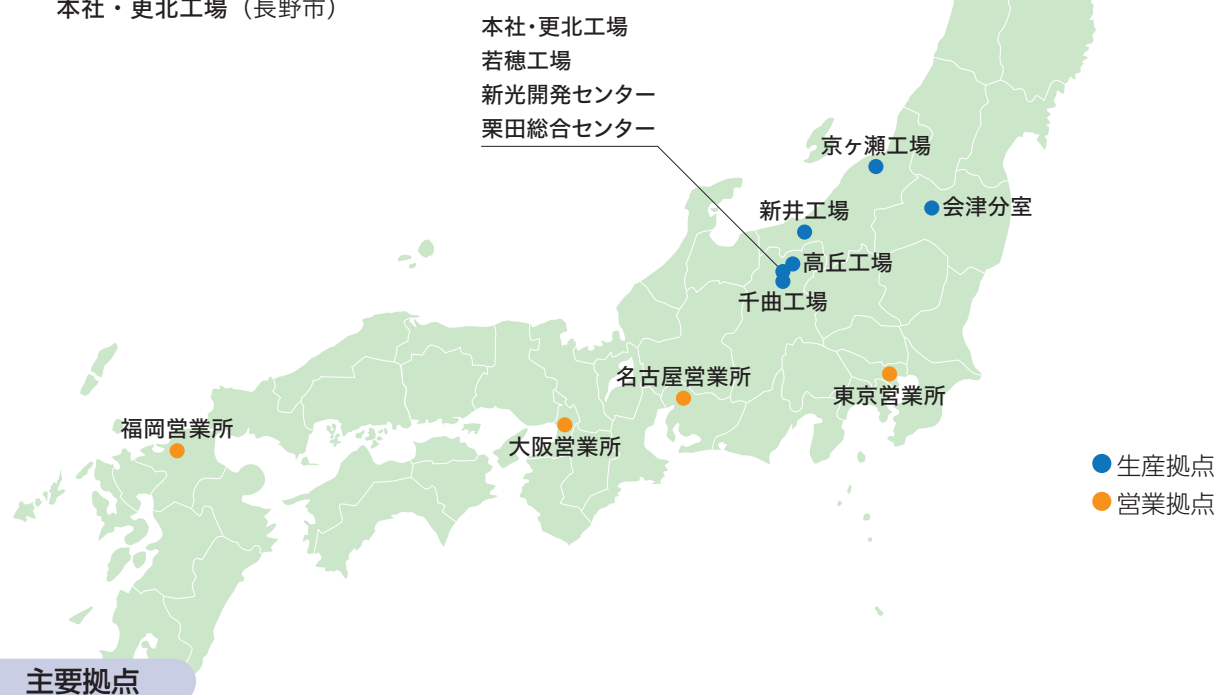 本社・更北工場（長野市）
本社・更北工場
若穂工場
新光開発センター
栗田総合センター
京ヶ瀬工場
会津分室
新井工場
高丘工場
千曲工場
名古屋営業所
東京営業所
福岡営業所
大阪営業所
生産拠点
営業拠点
主要拠点